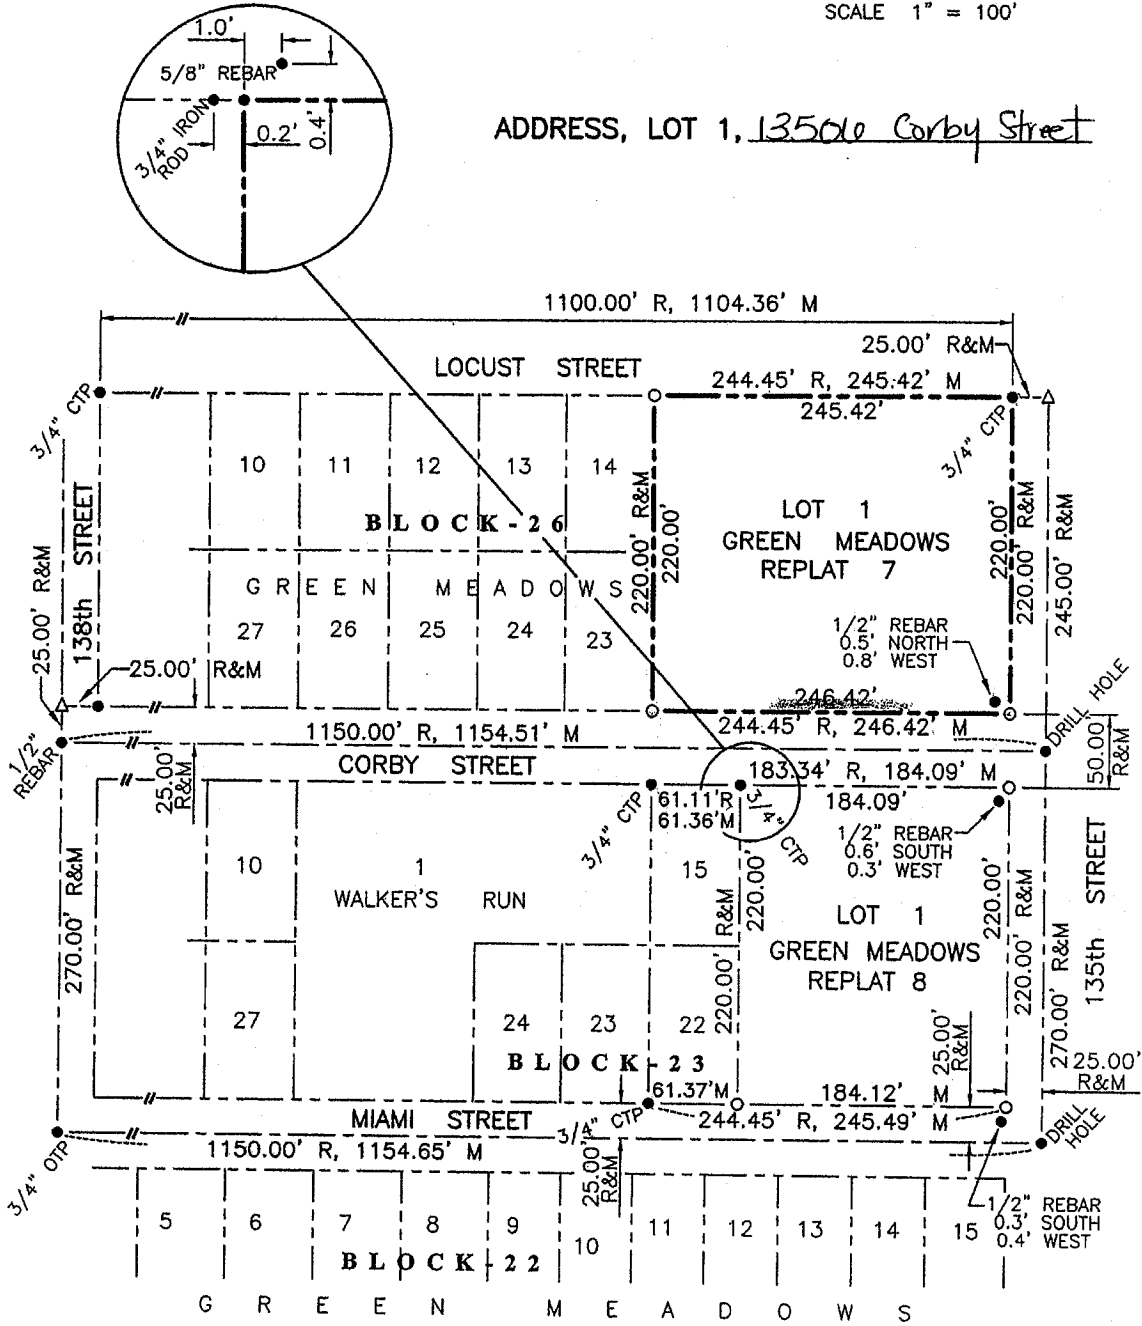 SCALE 1" = 100'
1.0'
5/8" REBAR
3/4" IRON
ROD
0.2'
0.4'
ADDRESS, LOT 1, 13506 Corby Street
1100.00' R, 1104.36' M
25.00' R&M
LOCUST STREET
244.45' R, 245.42' M
245.42'
3/4" CTP
3/4" CTP
10
11
12
13
14
BLOCK-26
220.00' R&M
220.00'
LOT 1
GREEN MEADOWS
REPLAT 7
220.00'
220.00' R&M
245.00' R&M
138th STREET
25.00' R&M
GREEN MEADOWS
27
26
25
24
23
1/2" REBAR
0.5' NORTH
0.8' WEST
25.00' R&M
246.42'
244.45' R, 246.42' M
DRILL HOLE
1/2"
REBAR
1150.00' R, 1154.51' M
25.00'
R&M
CORBY STREET
183.34' R, 184.09' M
184.09'
50.00'
R&M
61.11'R
61.36'M
3/4" CTP
3/4" CTP
1/2" REBAR
0.6' SOUTH
0.3' WEST
270.00' R&M
10
1
WALKER'S RUN
15
220.00' R&M
220.00'
220.00'
220.00' R&M
LOT 1
GREEN MEADOWS
REPLAT 8
135th STREET
270.00' R&M
27
24
23
22
BLOCK-23
25.00'
R&M
25.00'
R&M
61.37'M
184.12' M
MIAMI STREET
3/4" CTP
244.45' R, 245.49' M
3/4" OTP
1150.00' R, 1154.65' M
25.00'
R&M
DRILL
HOLE
5
6
7
8
9
10
11
12
13
14
15
1/2" REBAR
0.3' SOUTH
0.4' WEST
BLOCK-22
GREEN MEADOWS